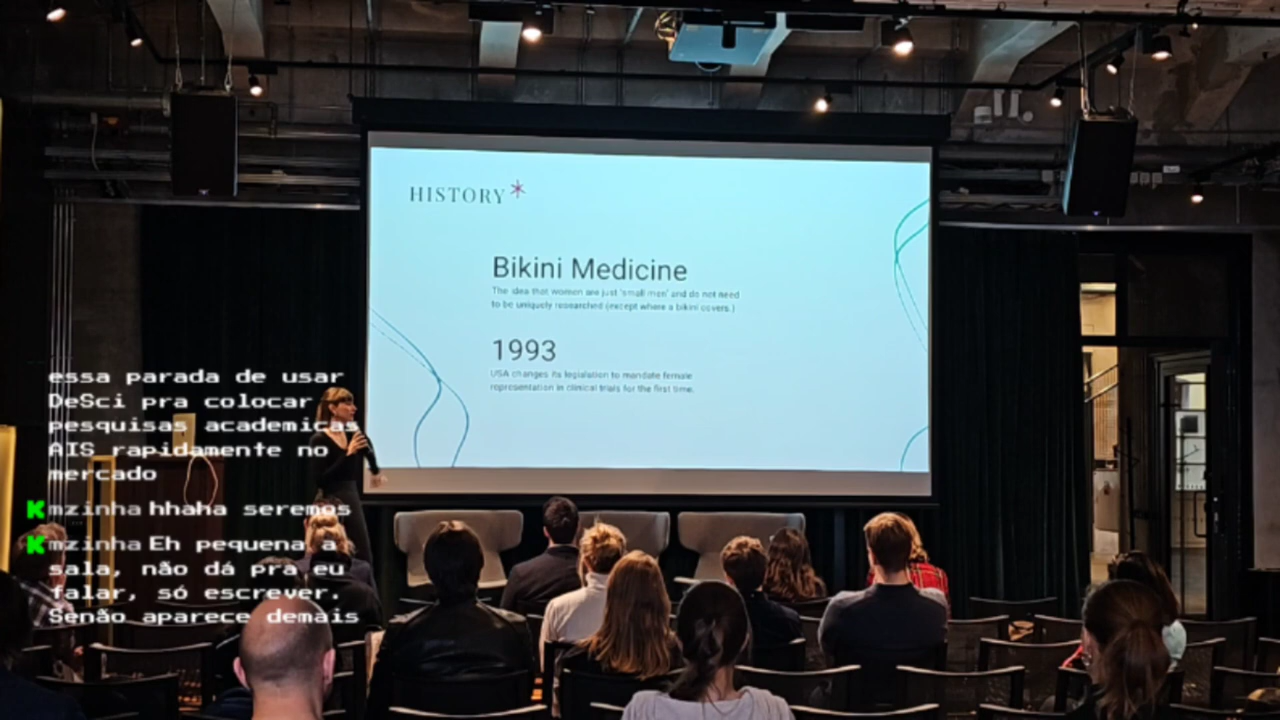 HISTORY*
Bikini Medicine
The idea that women are just 'small men' and do not need
to be uniquely researched (except where a bikini covers.)
1993
USA changes its legislation to mandate female
representation in clinical trials for the first time.
essa parada de usar
DeSci pra colocar
pesquisas academicas
AIS rapidamente no
mercado
Kmzinha hhaha seremos
Kmzinha Eh pequena a
sala, não dá pra eu
falar, só escrever.
Senão aparece demais